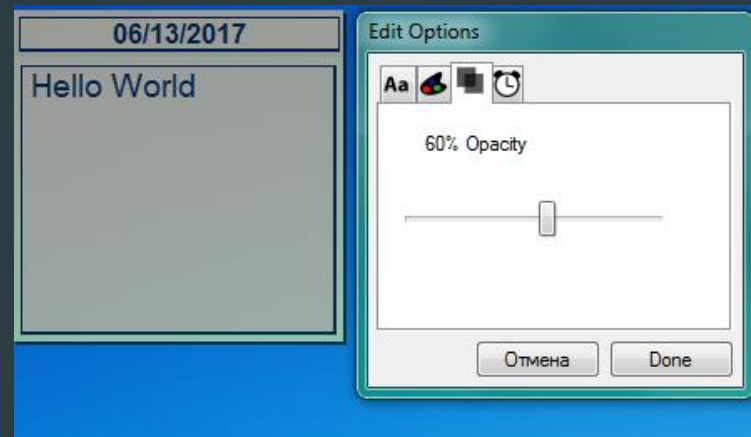 06/13/2017
Hello World
Edit Options
Aa
60% Opacity
Отмена
Done